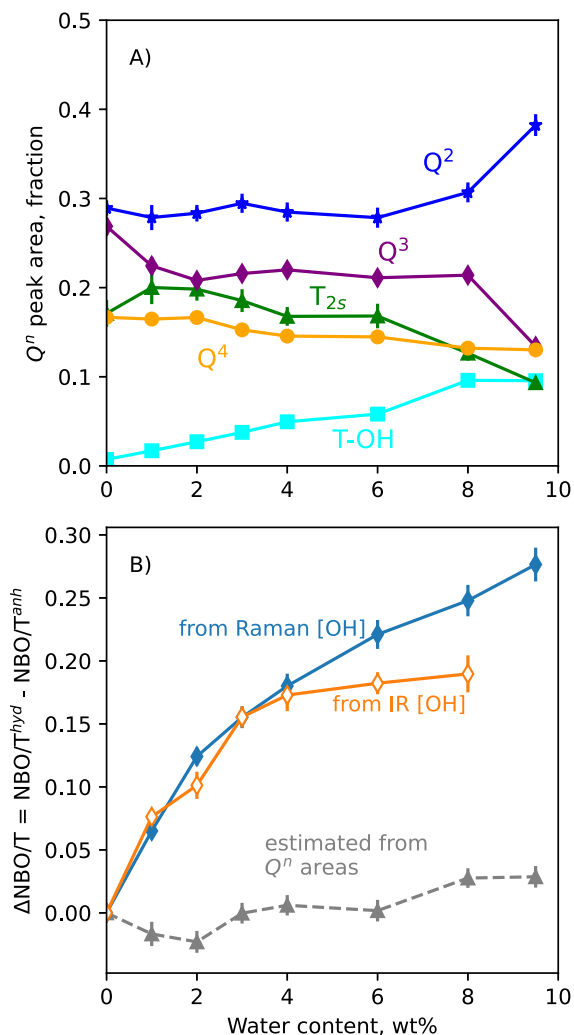 0.5
A)
0.4
Q²
0.3
Q³
T₂ₛ
0.2
Q⁴
0.1
T-OH
0.0
0 2 4 6 8 10
Qⁿ peak area, fraction
0.30
B)
0.25
from Raman [OH]
0.20
from IR [OH]
0.15
0.10
0.05
estimated from
Qⁿ areas
0.00
0 2 4 6 8 10
ΔNBO/T = NBO/Tʰʸᵈ - NBO/Tᵃⁿʰ
Water content, wt%